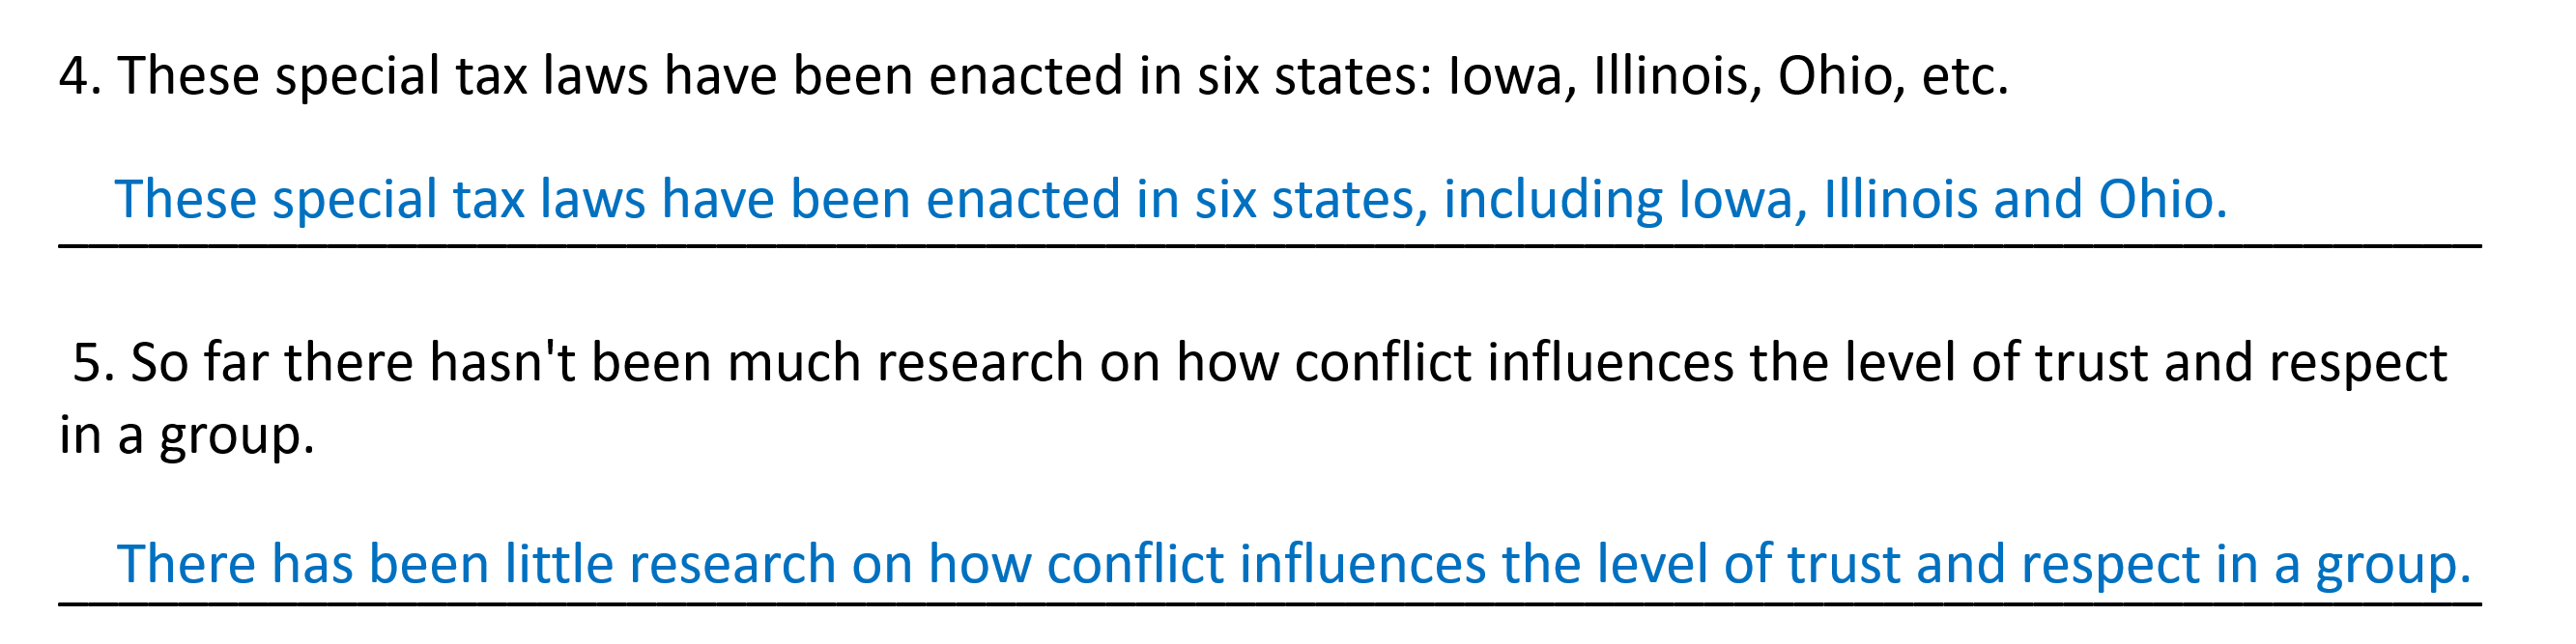 4. These special tax laws have been enacted in six states: Iowa, Illinois, Ohio, etc.
These special tax laws have been enacted in six states, including Iowa, Illinois and Ohio.
5. So far there hasn't been much research on how conflict influences the level of trust and respect
in a group.
There has been little research on how conflict influences the level of trust and respect in a group.